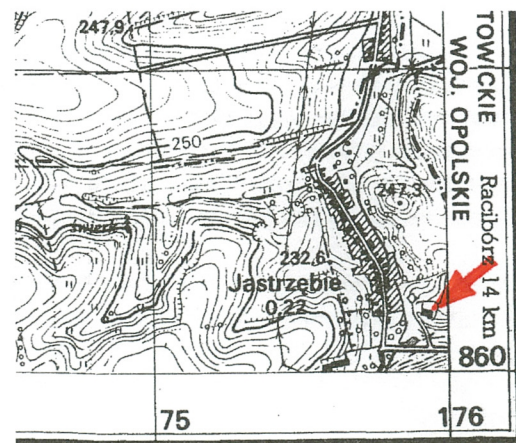 247.9
TOWICKIE
WOJ. OPOLSKIE
250
247.3
świerk
232,6
Jastrzębie
0.22
Racibórz 14 km
860
75
176